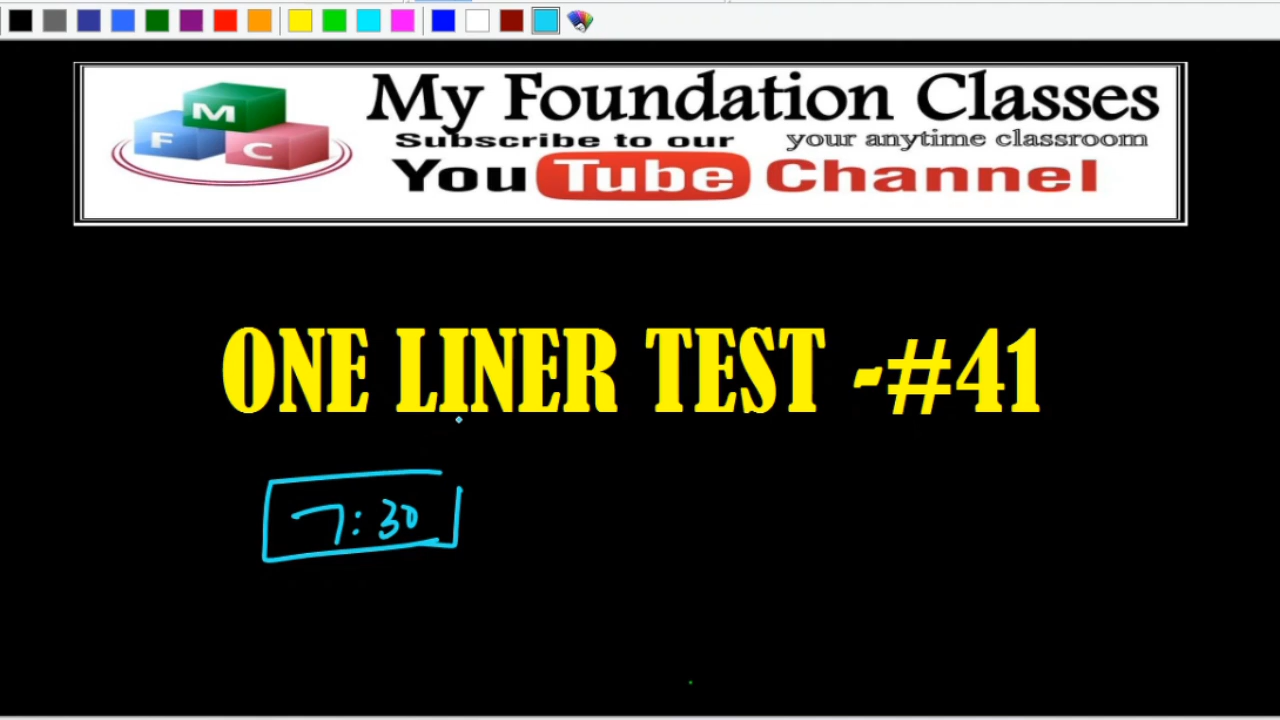 My Foundation Classes
Subscribe to our your anytime classroom
YouTube Channel
M
F
C
ONE LINER TEST -#41
7:30